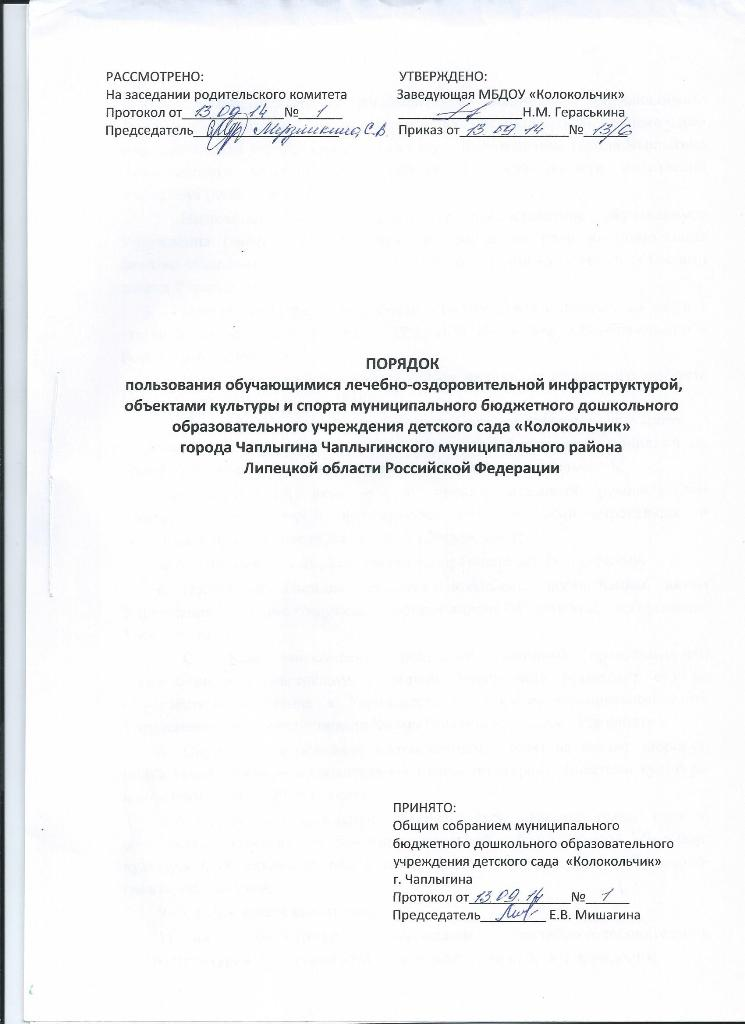 РАССМОТРЕНО:
На заседании родительского комитета
Протокол от 13.09.14 № 1
Председатель С.В.
УТВЕРЖДЕНО:
Заведующая МБДОУ «Колокольчик»
Н.М. Гераськина
Приказ от 13.09.14 № 13/6
ПОРЯДОК
пользования обучающимися лечебно-оздоровительной инфраструктурой,
объектами культуры и спорта муниципального бюджетного дошкольного
образовательного учреждения детского сада «Колокольчик»
города Чаплыгина Чаплыгинского муниципального района
Липецкой области Российской Федерации
ПРИНЯТО:
Общим собранием муниципального
бюджетного дошкольного образовательного
учреждения детского сада «Колокольчик»
г. Чаплыгина
Протокол от 13.09.14 № 1
Председатель Е.В. Мишагина